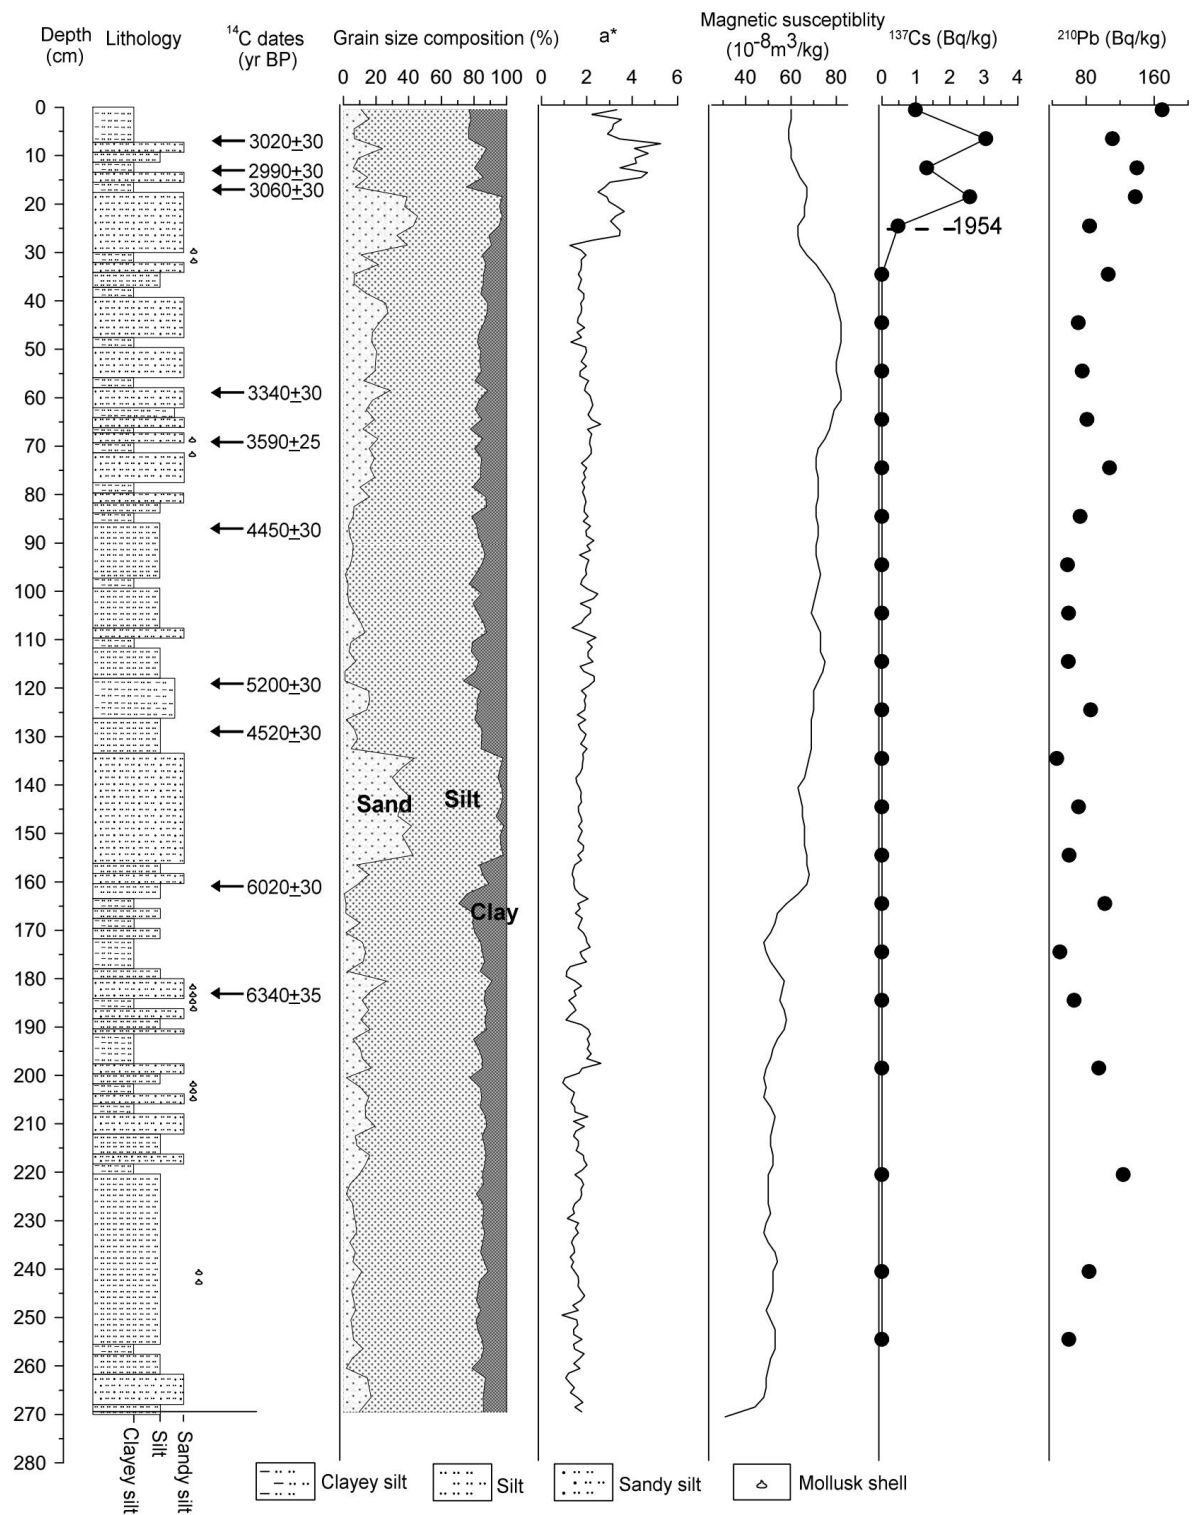 Depth
(cm)
Lithology
¹⁴C dates
(yr BP)
Grain size composition (%)
a*
Magnetic susceptiblity
(10⁻⁸m³/kg)
¹³⁷Cs (Bq/kg)
²¹⁰Pb (Bq/kg)
0 20 40 60 80 100
0 2 4 6
40 60 80
0 1 2 3 4
80 160
0
10
20
30
40
50
60
70
80
90
100
110
120
130
140
150
160
170
180
190
200
210
220
230
240
250
260
270
280
3020±30
2990±30
3060±30
3340±30
3590±25
4450±30
5200±30
4520±30
6020±30
6340±35
1954
Sand
Silt
Clay
Clayey silt
Silt
Sandy silt
Clayey silt
Silt
Sandy silt
Mollusk shell